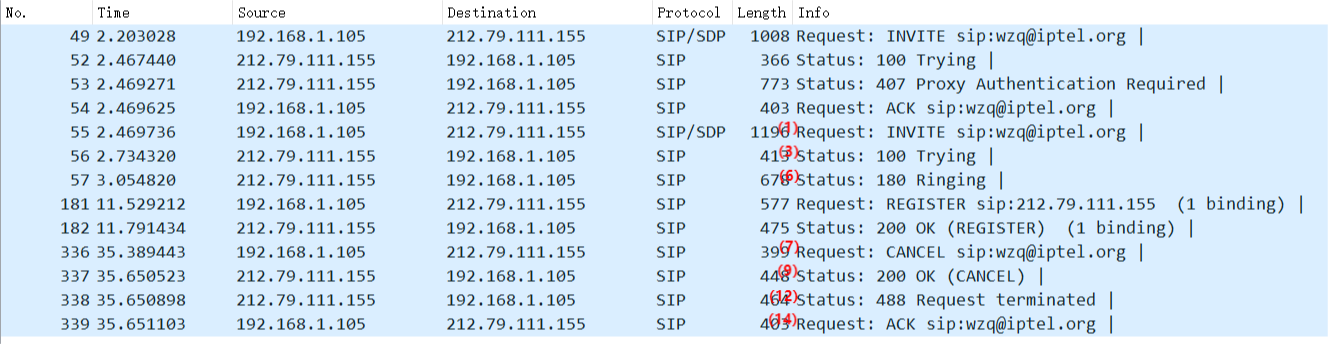 No. Time Source Destination Protocol Length Info
49 2.203028 192.168.1.105 212.79.111.155 SIP/SDP 1008 Request: INVITE sip:wzq@iptel.org |
52 2.467440 212.79.111.155 192.168.1.105 SIP 366 Status: 100 Trying |
53 2.469271 212.79.111.155 192.168.1.105 SIP 773 Status: 407 Proxy Authentication Required |
54 2.469625 192.168.1.105 212.79.111.155 SIP 403 Request: ACK sip:wzq@iptel.org |
55 2.469736 192.168.1.105 212.79.111.155 SIP/SDP 1196 (1) Request: INVITE sip:wzq@iptel.org |
56 2.734320 212.79.111.155 192.168.1.105 SIP 413 (3) Status: 100 Trying |
57 3.054820 212.79.111.155 192.168.1.105 SIP 678 (6) Status: 180 Ringing |
181 11.529212 192.168.1.105 212.79.111.155 SIP 577 Request: REGISTER sip:212.79.111.155 (1 binding) |
182 11.791434 212.79.111.155 192.168.1.105 SIP 475 Status: 200 OK (REGISTER) (1 binding) |
336 35.389443 192.168.1.105 212.79.111.155 SIP 399 (7) Request: CANCEL sip:wzq@iptel.org |
337 35.650523 212.79.111.155 192.168.1.105 SIP 448 (9) Status: 200 OK (CANCEL) |
338 35.650898 212.79.111.155 192.168.1.105 SIP 464 (12) Status: 488 Request terminated |
339 35.651103 192.168.1.105 212.79.111.155 SIP 403 (14) Request: ACK sip:wzq@iptel.org |